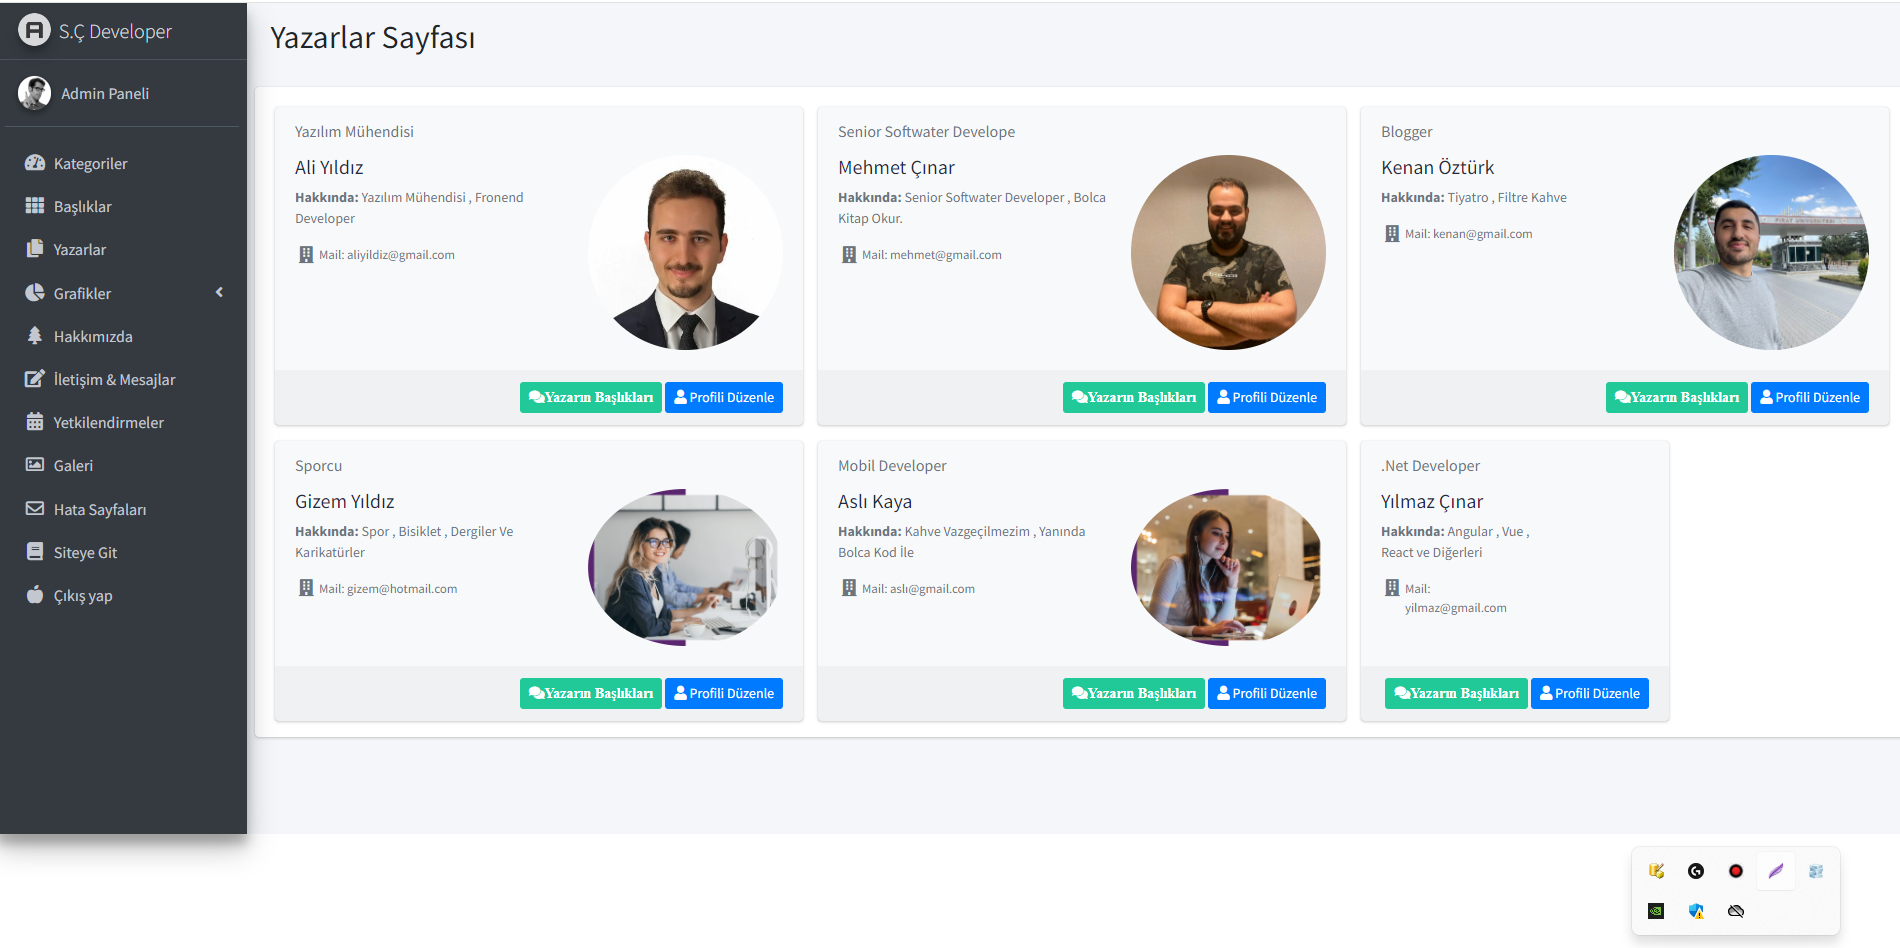 S.Ç Developer
Admin Paneli
Kategoriler
Başlıklar
Yazarlar
Grafikler
Hakkımızda
İletişim & Mesajlar
Yetkilendirmeler
Galeri
Hata Sayfaları
Siteye Git
Çıkış yap
Yazarlar Sayfası
Yazılım Mühendisi
Ali Yıldız
Hakkında: Yazılım Mühendisi , Fronend
Developer
Mail: aliyildiz@gmail.com
Yazarın Başlıkları
Profili Düzenle
Senior Softwater Develope
Mehmet Çınar
Hakkında: Senior Softwater Developer , Bolca
Kitap Okur.
Mail: mehmet@gmail.com
Yazarın Başlıkları
Profili Düzenle
Blogger
Kenan Öztürk
Hakkında: Tiyatro , Filtre Kahve
Mail: kenan@gmail.com
FIRAT ÜNİVERSİTESİ
Yazarın Başlıkları
Profili Düzenle
Sporcu
Gizem Yıldız
Hakkında: Spor , Bisiklet , Dergiler Ve
Karikatürler
Mail: gizem@hotmail.com
Yazarın Başlıkları
Profili Düzenle
Mobil Developer
Aslı Kaya
Hakkında: Kahve Vazgeçilmezim , Yanında
Bolca Kod İle
Mail: aslı@gmail.com
Yazarın Başlıkları
Profili Düzenle
.Net Developer
Yılmaz Çınar
Hakkında: Angular , Vue ,
React ve Diğerleri
Mail:
yilmaz@gmail.com
Yazarın Başlıkları
Profili Düzenle